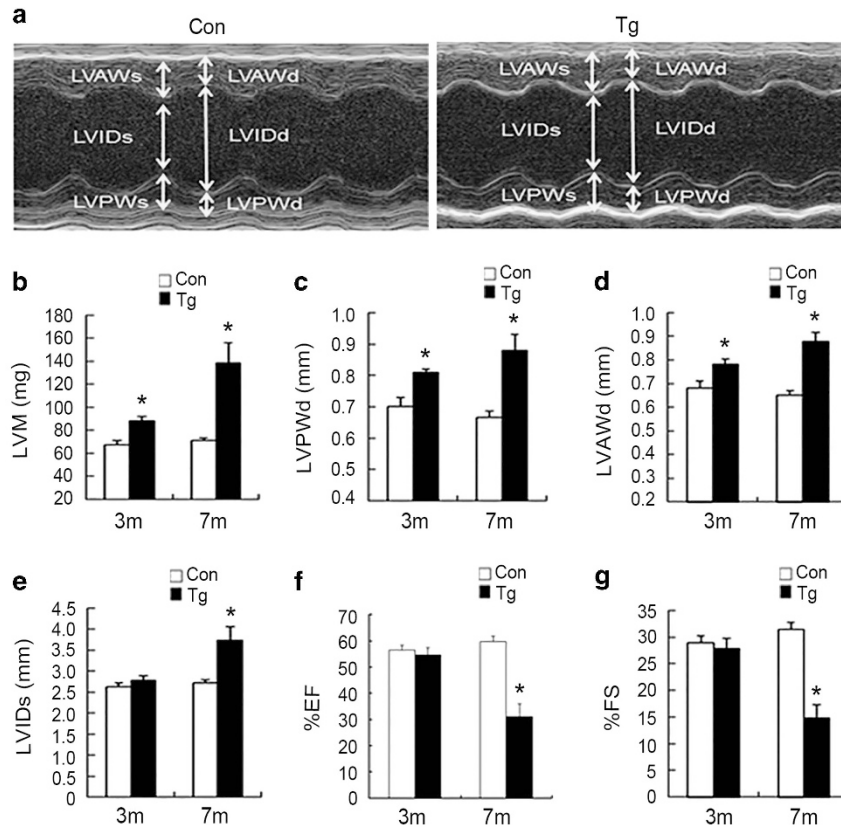 a
Con
Tg
LVAWs
LVAWd
LVIDs
LVIDd
LVPWs
LVPWd
LVAWs
LVAWd
LVIDs
LVIDd
LVPWs
LVPWd
b
Con
Tg
LVM (mg)
180
160
140
120
100
80
60
40
20
*
*
3m
7m
c
Con
Tg
LVPWd (mm)
1.0
0.9
0.8
0.7
0.6
0.5
0.4
*
*
3m
7m
d
Con
Tg
LVAWd (mm)
1.0
0.9
0.8
0.7
0.6
0.5
0.4
0.3
0.2
*
*
3m
7m
e
Con
Tg
LVIDs (mm)
4.5
4.0
3.5
3.0
2.5
2.0
1.5
1.0
0.5
0
*
3m
7m
f
Con
Tg
%EF
70
60
50
40
30
20
10
0
*
3m
7m
g
Con
Tg
%FS
35
30
25
20
15
10
5
0
*
3m
7m